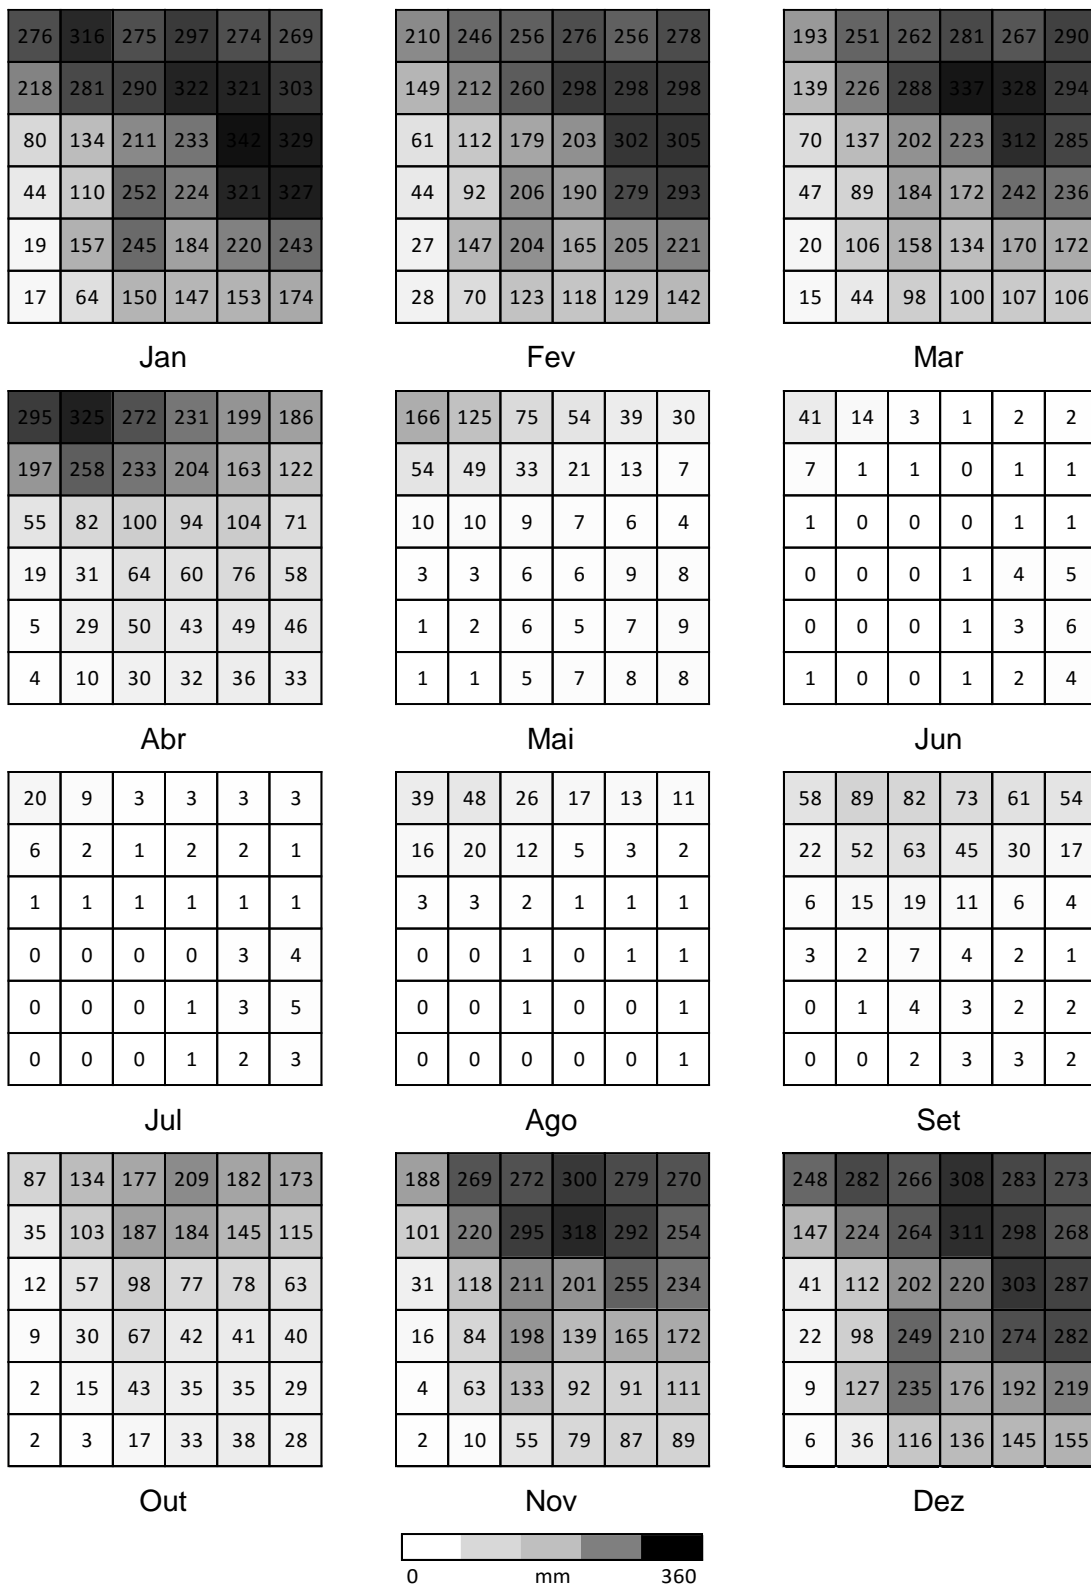 276 316 275 297 274 269 210 246 256 276 256 278 193 251 262 281 267 290
218 281 290 322 321 303 149 212 260 298 298 298 139 226 288 337 328 294
80 134 211 233 342 329 61 112 179 203 302 305 70 137 202 223 312 285
44 110 252 224 321 327 44 92 206 190 279 293 47 89 184 172 242 236
19 157 245 184 220 243 27 147 204 165 205 221 20 106 158 134 170 172
17 64 150 147 153 174 28 70 123 118 129 142 15 44 98 100 107 106
Jan Fev Mar
295 325 272 231 199 186 166 125 75 54 39 30 41 14 3 1 2 2
197 258 233 204 163 122 54 49 33 21 13 7 7 1 1 0 1 1
55 82 100 94 104 71 10 10 9 7 6 4 1 0 0 0 1 1
19 31 64 60 76 58 3 3 6 6 9 8 0 0 0 1 4 5
5 29 50 43 49 46 1 2 6 5 7 9 0 0 0 1 3 6
4 10 30 32 36 33 1 1 5 7 8 8 1 0 0 1 2 4
Abr Mai Jun
20 9 3 3 3 3 39 48 26 17 13 11 58 89 82 73 61 54
6 2 1 2 2 1 16 20 12 5 3 2 22 52 63 45 30 17
1 1 1 1 1 1 3 3 2 1 1 1 6 15 19 11 6 4
0 0 0 0 3 4 0 0 1 0 1 1 3 2 7 4 2 1
0 0 0 1 3 5 0 0 1 0 0 1 0 1 4 3 2 2
0 0 0 1 2 3 0 0 0 0 0 1 0 0 2 3 3 2
Jul Ago Set
87 134 177 209 182 173 188 269 272 300 279 270 248 282 266 308 283 273
35 103 187 184 145 115 101 220 295 318 292 254 147 224 264 311 298 268
12 57 98 77 78 63 31 118 211 201 255 234 41 112 202 220 303 287
9 30 67 42 41 40 16 84 198 139 165 172 22 98 249 210 274 282
2 15 43 35 35 29 4 63 133 92 91 111 9 127 235 176 192 219
2 3 17 33 38 28 2 10 55 79 87 89 6 36 116 136 145 155
Out Nov Dez
0 mm 360